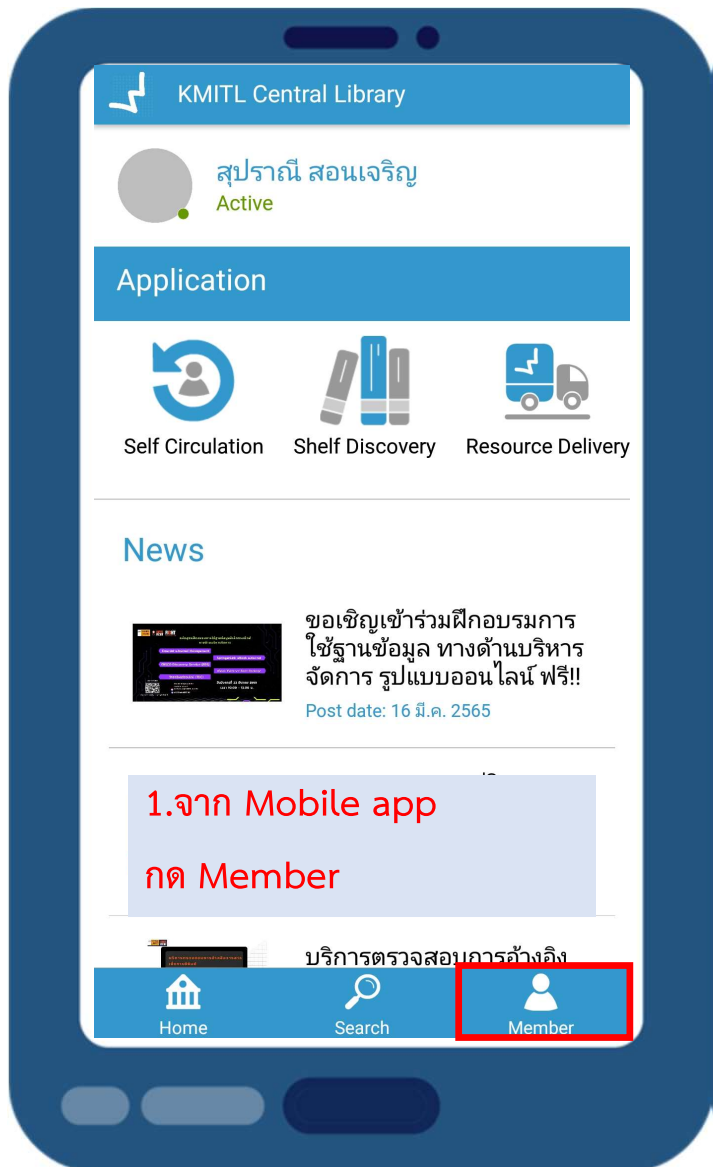 KMITL Central Library
สุปราณี สอนเจริญ
Active
Application
Self Circulation
Shelf Discovery
Resource Delivery
News
ขอเชิญเข้าร่วมฝึกอบรมการ
ใช้ฐานข้อมูล ทางด้านบริหาร
จัดการ รูปแบบออนไลน์ ฟรี!!
Post date: 16 มี.ค. 2565
1.จาก Mobile app
กด Member
บริการตรวจสอบการอ้างอิง
Home
Search
Member